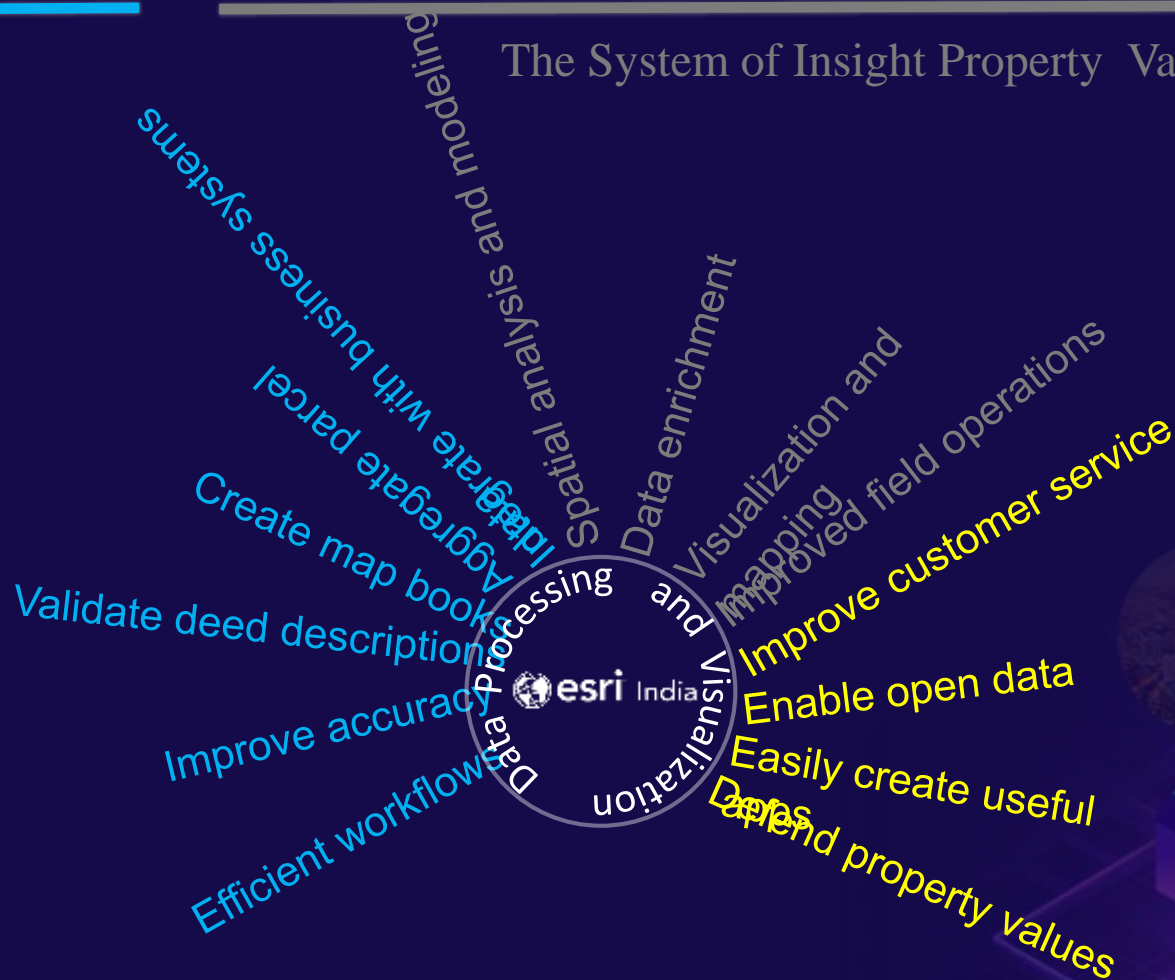 The System of Insight Property Va
Spatial analysis and modeling
Data enrichment
Visualization and
mapping
Improved field operations
Improve customer service
Enable open data
Easily create useful
apps
Defend property values
Integrate with business systems
Aggregate parcel
data
Create map books
Validate deed descriptions
Improve accuracy
Efficient workflows
Data Processing and Visualization
esri India